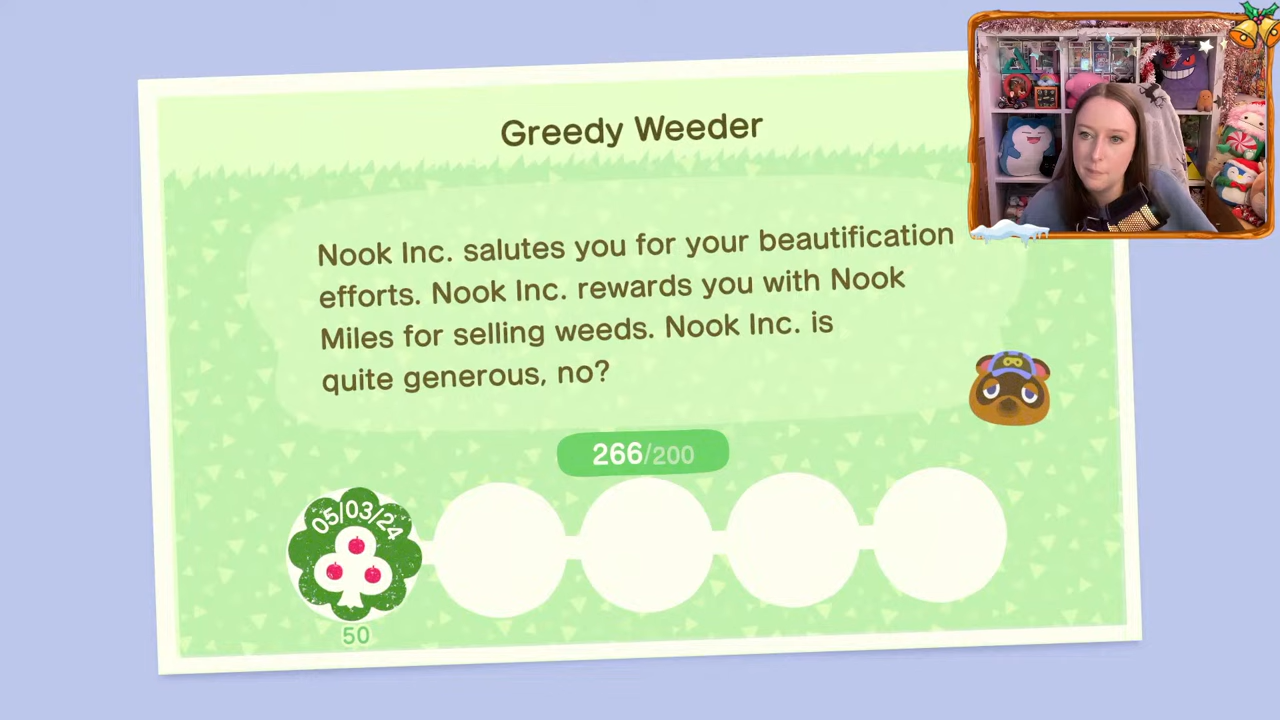 Greedy Weeder
Nook Inc. salutes you for your beautification
efforts. Nook Inc. rewards you with Nook
Miles for selling weeds. Nook Inc. is
quite generous, no?
266/200
05/03/24
50